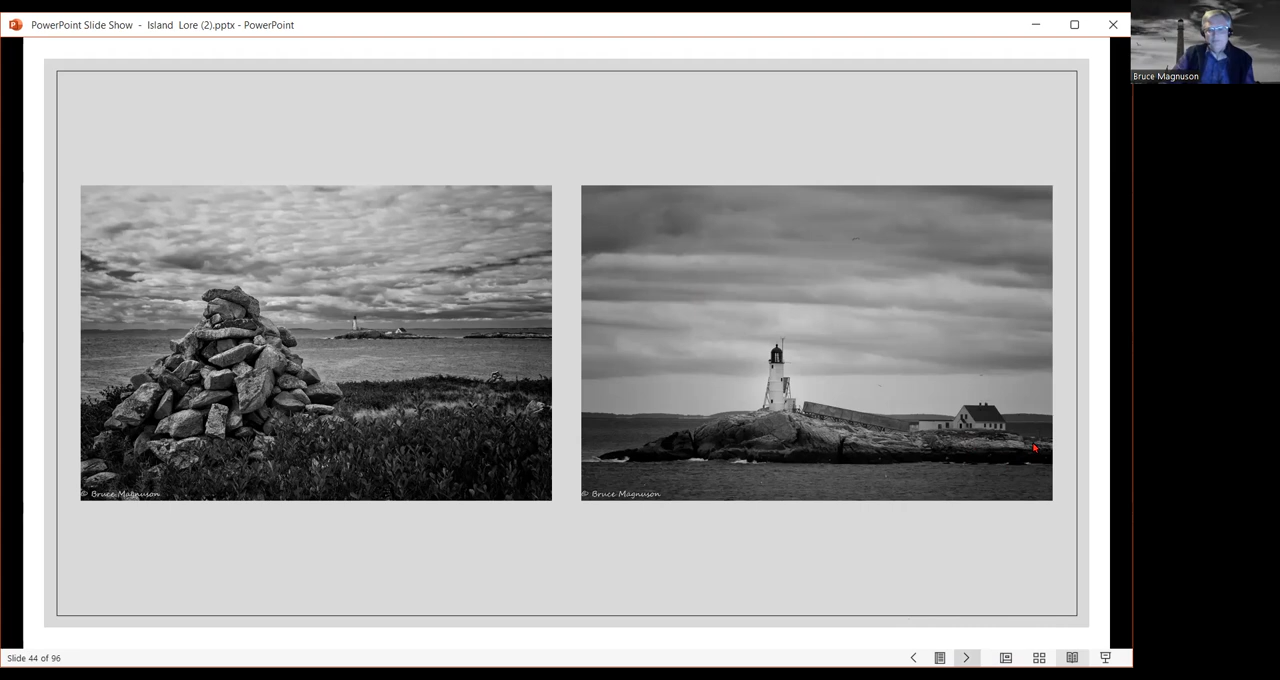 PowerPoint Slide Show - Island Lore (2).pptx - PowerPoint
Bruce Magnuson
© Bruce Magnuson
© Bruce Magnuson
Slide 44 of 96